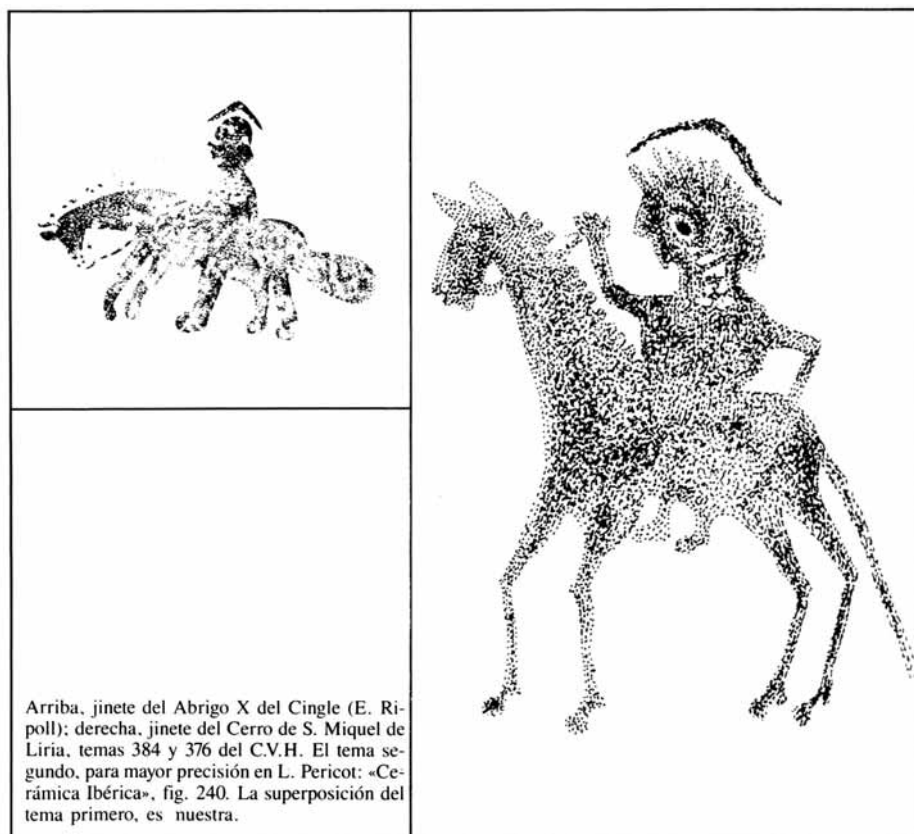 Arriba, jinete del Abrigo X del Cingle (E. Ri-
poll); derecha, jinete del Cerro de S. Miquel de
Liria, temas 384 y 376 del C.V.H. El tema se-
gundo, para mayor precisión en L. Pericot: «Ce-
rámica Ibérica», fig. 240. La superposición del
tema primero, es nuestra.